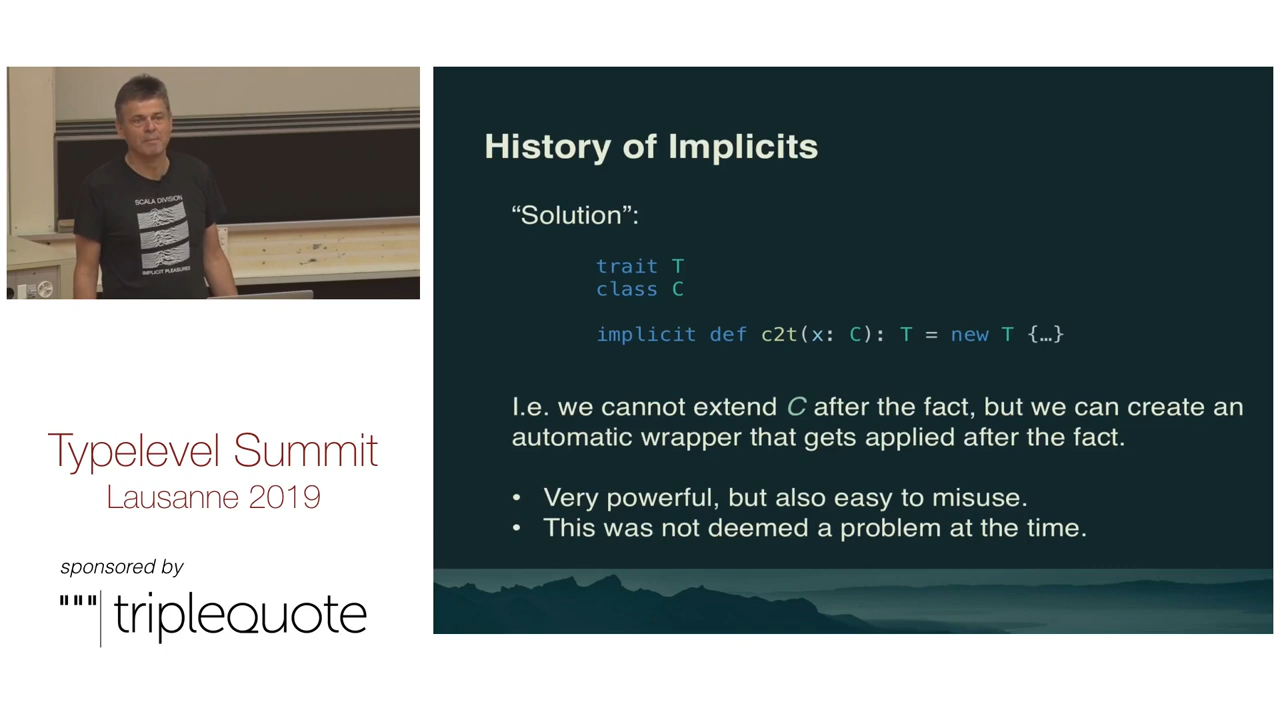 SCALA DIVISION
IMPLICIT PLEASURES
Typelevel Summit
Lausanne 2019
sponsored by
"""|triplequote
History of Implicits
“Solution”:
trait T
class C
implicit def c2t(x: C): T = new T {…}
I.e. we cannot extend C after the fact, but we can create an
automatic wrapper that gets applied after the fact.
• Very powerful, but also easy to misuse.
• This was not deemed a problem at the time.